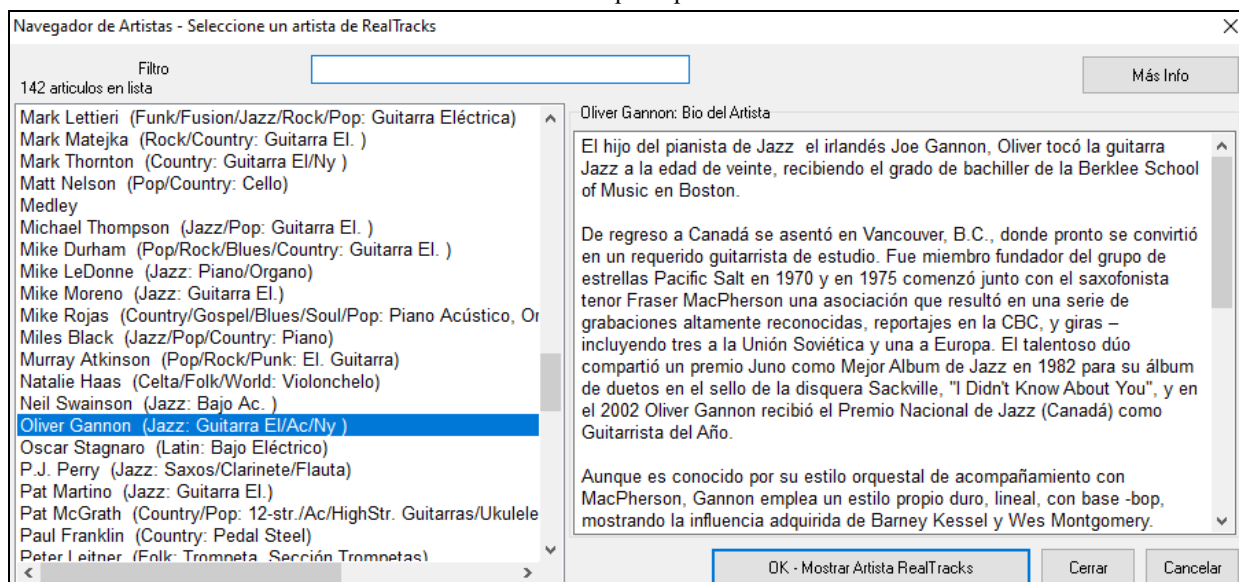 Navegador de Artistas - Seleccione un artista de RealTracks
Filtro
142 articulos en lista
Más Info
Mark Lettieri (Funk/Fusion/Jazz/Rock/Pop: Guitarra Eléctrica)
Mark Matejka (Rock/Country: Guitarra El. )
Mark Thornton (Country: Guitarra El/Ny )
Matt Nelson (Pop/Country: Cello)
Medley
Michael Thompson (Jazz/Pop: Guitarra El. )
Mike Durham (Pop/Rock/Blues/Country: Guitarra El. )
Mike LeDonne (Jazz: Piano/Organo)
Mike Moreno (Jazz: Guitarra El.)
Mike Rojas (Country/Gospel/Blues/Soul/Pop: Piano Acústico, Or
Miles Black (Jazz/Pop/Country: Piano)
Murray Atkinson (Pop/Rock/Punk: El. Guitarra)
Natalie Haas (Celta/Folk/World: Violonchelo)
Neil Swainson (Jazz: Bajo Ac. )
Oliver Gannon (Jazz: Guitarra El/Ac/Ny )
Oscar Stagnaro (Latin: Bajo Eléctrico)
P.J. Perry (Jazz: Saxos/Clarinete/Flauta)
Pat Martino (Jazz: Guitarra El.)
Pat McGrath (Country/Pop: 12-str./Ac/HighStr. Guitarras/Ukulele
Paul Franklin (Country: Pedal Steel)
Peter Leitner (Folk: Trompeta, Sección Trompetas)
Oliver Gannon: Bio del Artista
El hijo del pianista de Jazz el irlandés Joe Gannon, Oliver tocó la guitarra
Jazz a la edad de veinte, recibiendo el grado de bachiller de la Berklee School
of Music en Boston.
De regreso a Canadá se asentó en Vancouver, B.C., donde pronto se convirtió
en un requerido guitarrista de estudio. Fue miembro fundador del grupo de
estrellas Pacific Salt en 1970 y en 1975 comenzó junto con el saxofonista
tenor Fraser MacPherson una asociación que resultó en una serie de
grabaciones altamente reconocidas, reportajes en la CBC, y giras –
incluyendo tres a la Unión Soviética y una a Europa. El talentoso dúo
compartió un premio Juno como Mejor Album de Jazz en 1982 para su álbum
de duetos en el sello de la disquera Sackville, "I Didn't Know About You", y en
el 2002 Oliver Gannon recibió el Premio Nacional de Jazz (Canadá) como
Guitarrista del Año.
Aunque es conocido por su estilo orquestal de acompañamiento con
MacPherson, Gannon emplea un estilo propio duro, lineal, con base -bop,
mostrando la influencia adquirida de Barney Kessel y Wes Montgomery.
OK - Mostrar Artista RealTracks
Cerrar
Cancelar